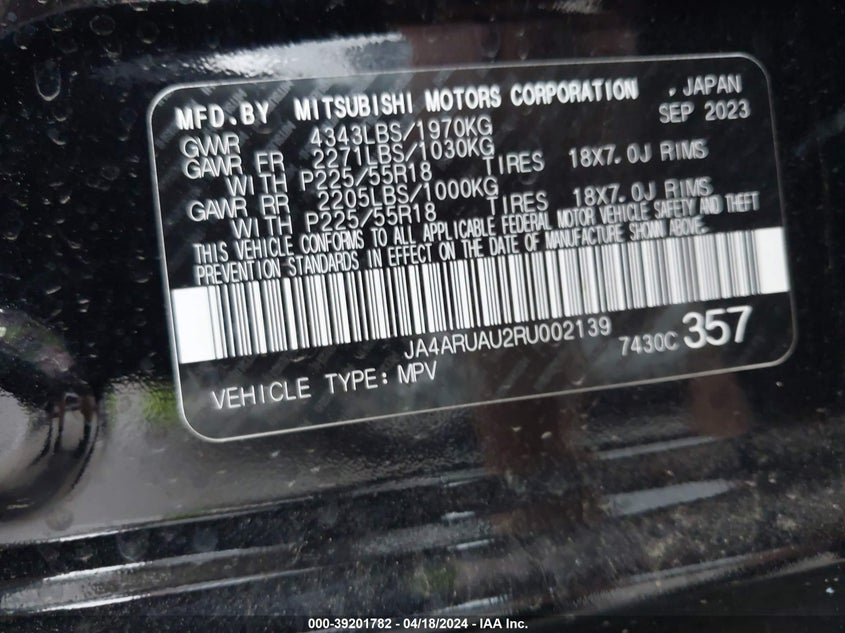 MFD.BY MITSUBISHI MOTORS CORPORATION , JAPAN
SEP 2023
GVWR 4343LBS/1970KG
GAWR FR 2271LBS/1030KG
WITH P225/55R18 TIRES 18X7.0J RIMS
GAWR RR 2205LBS/1000KG
WITH P225/55R18 TIRES 18X7.0J RIMS
THIS VEHICLE CONFORMS TO ALL APPLICABLE FEDERAL MOTOR VEHICLE SAFETY AND THEFT
PREVENTION STANDARDS IN EFFECT ON THE DATE OF MANUFACTURE SHOWN ABOVE.
JA4ARUAU2RU002139 7430C 357
VEHICLE TYPE: MPV
000-39201782 - 04/18/2024 - IAA Inc.